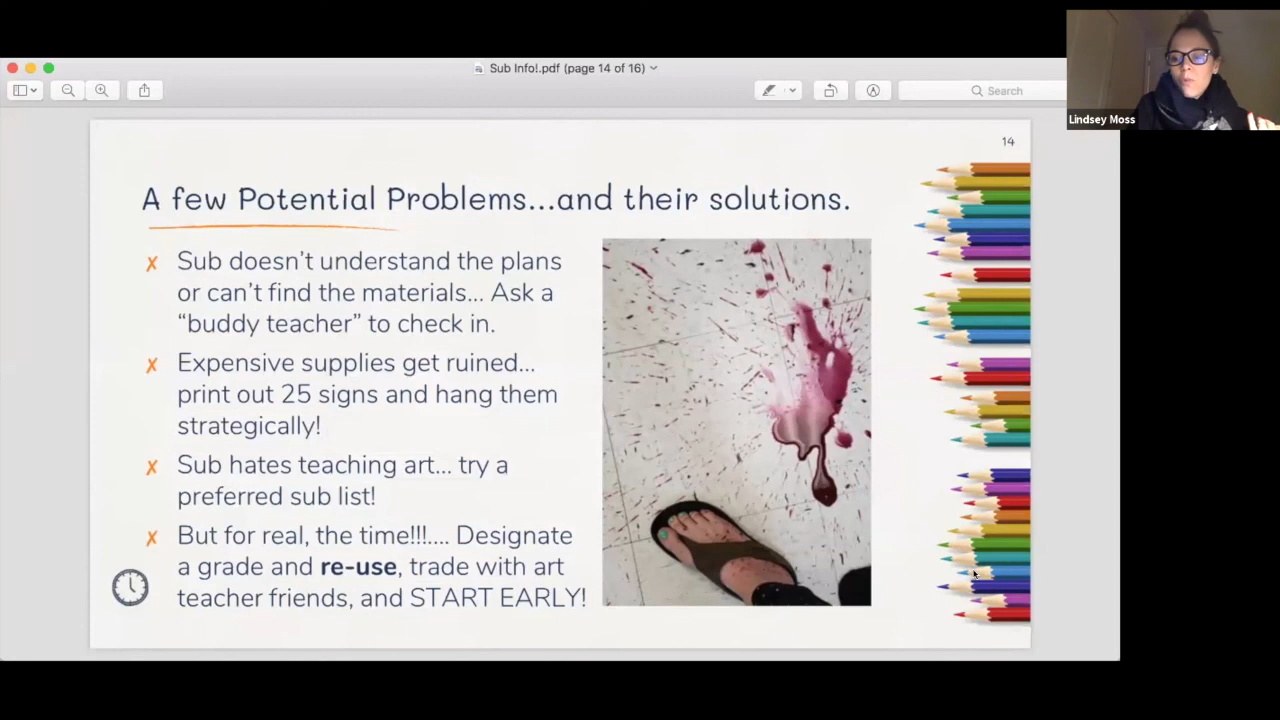 Sub Info!.pdf (page 14 of 16)
Search
Lindsey Moss
14
A few Potential Problems...and their solutions.
✗ Sub doesn't understand the plans
or can't find the materials... Ask a
“buddy teacher” to check in.
✗ Expensive supplies get ruined...
print out 25 signs and hang them
strategically!
✗ Sub hates teaching art... try a
preferred sub list!
✗ But for real, the time!!!.... Designate
a grade and re-use, trade with art
teacher friends, and START EARLY!